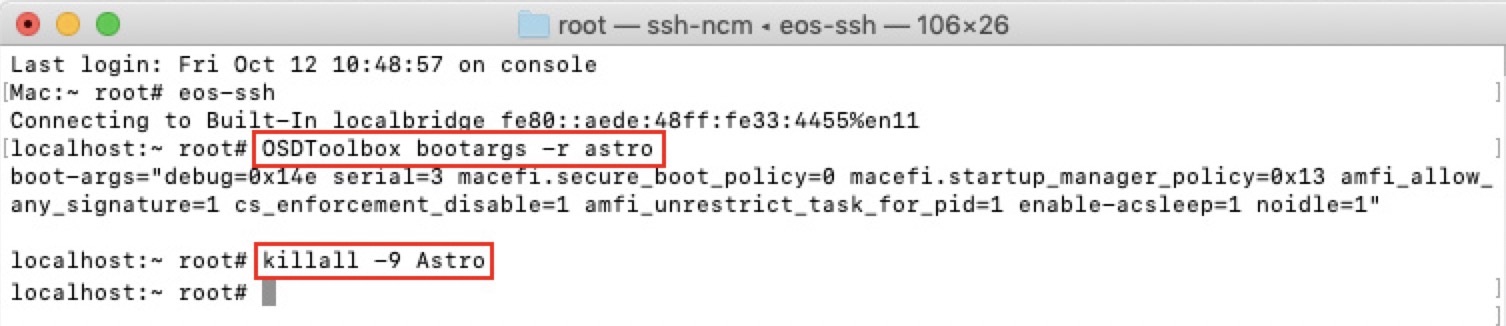 root — ssh-ncm ◂ eos-ssh — 106×26
Last login: Fri Oct 12 10:48:57 on console
[Mac:~ root# eos-ssh ]
Connecting to Built-In localbridge fe80::aede:48ff:fe33:4455%en11
[localhost:~ root# OSDToolbox bootargs -r astro ]
boot-args="debug=0x14e serial=3 macefi.secure_boot_policy=0 macefi.startup_manager_policy=0x13 amfi_allow_
any_signature=1 cs_enforcement_disable=1 amfi_unrestrict_task_for_pid=1 enable-acsleep=1 noidle=1"
localhost:~ root# killall -9 Astro
localhost:~ root# ]
]